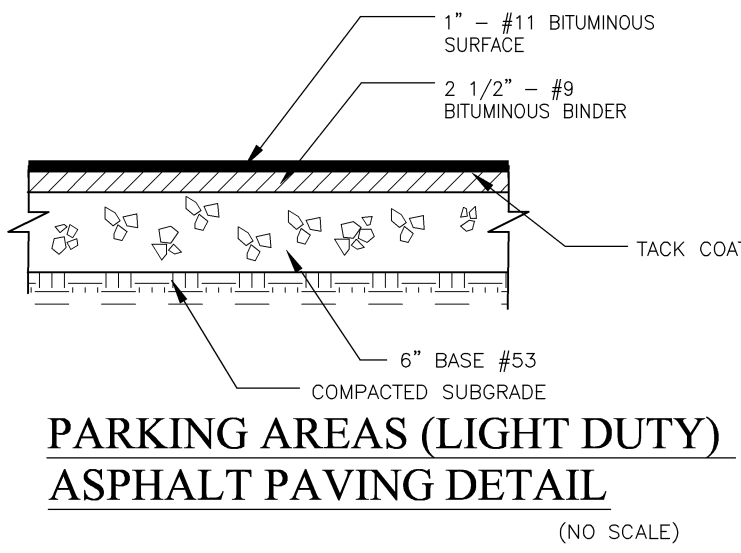 1” – #11 BITUMINOUS
SURFACE
2 1/2” – #9
BITUMINOUS BINDER
TACK COAT
6” BASE #53
COMPACTED SUBGRADE
PARKING AREAS (LIGHT DUTY)
ASPHALT PAVING DETAIL
(NO SCALE)